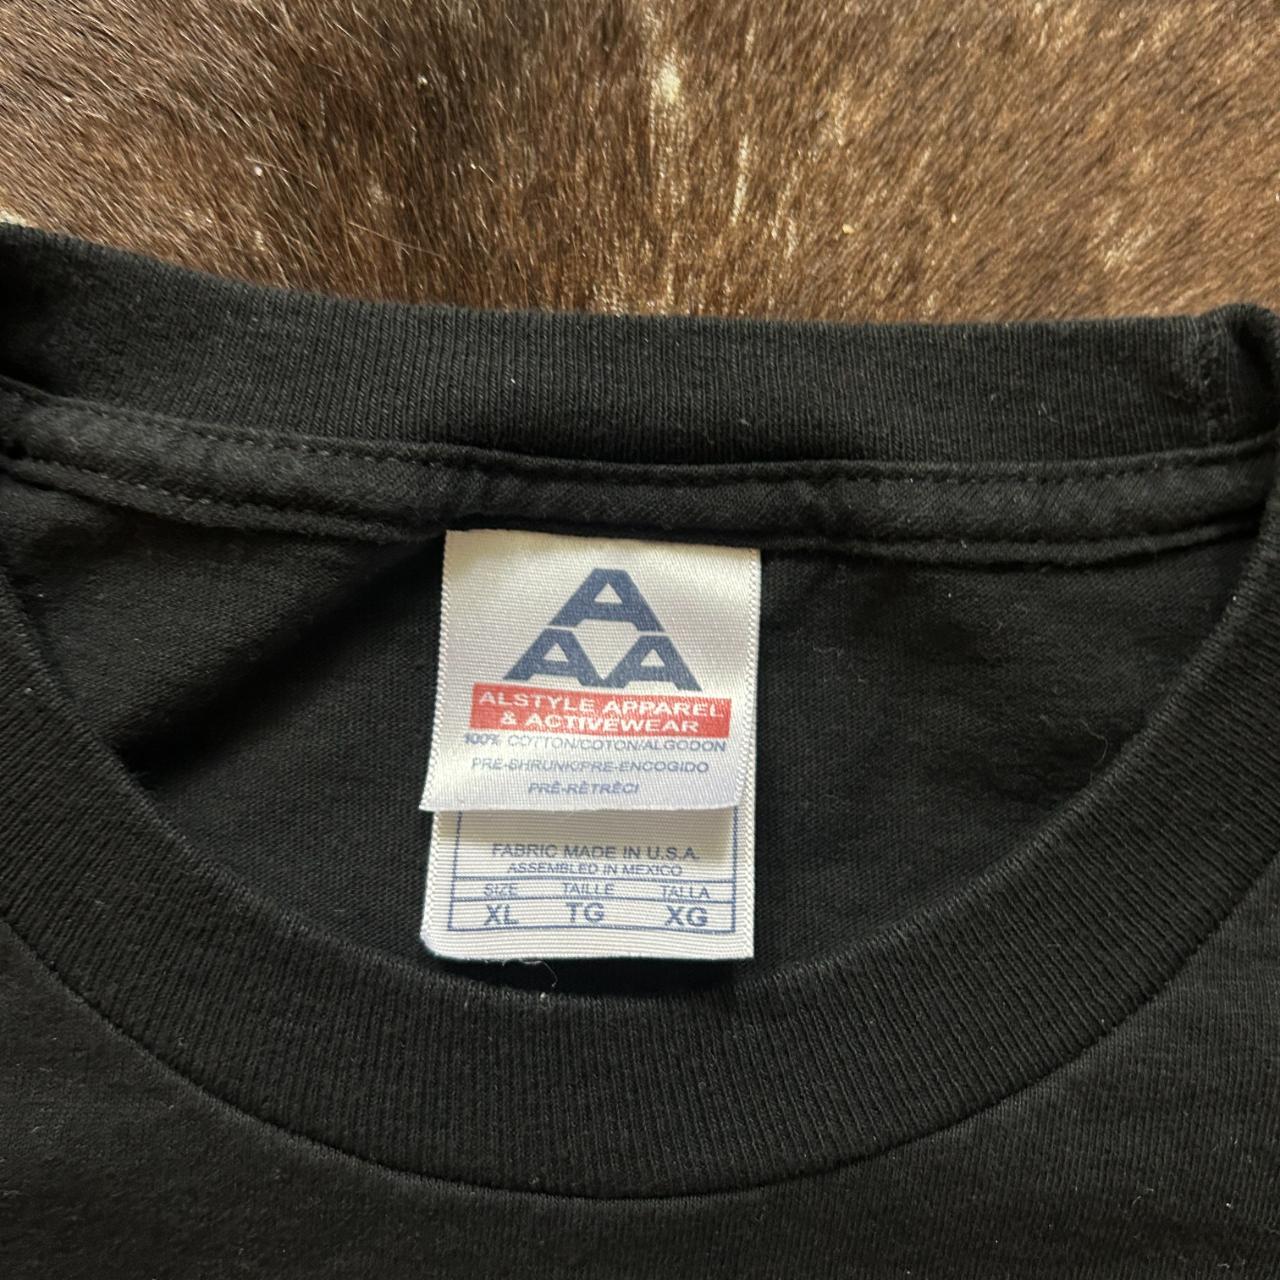 A
AA
ALSTYLE APPAREL
& ACTIVEWEAR
100% COTTON/COTON/ALGODON
PRE-SHRUNK/PRE-ENCOGIDO
PRÉ-RÉTRÉCI
FABRIC MADE IN U.S.A.
ASSEMBLED IN MEXICO
SIZE TAILLE TALLA
XL TG XG